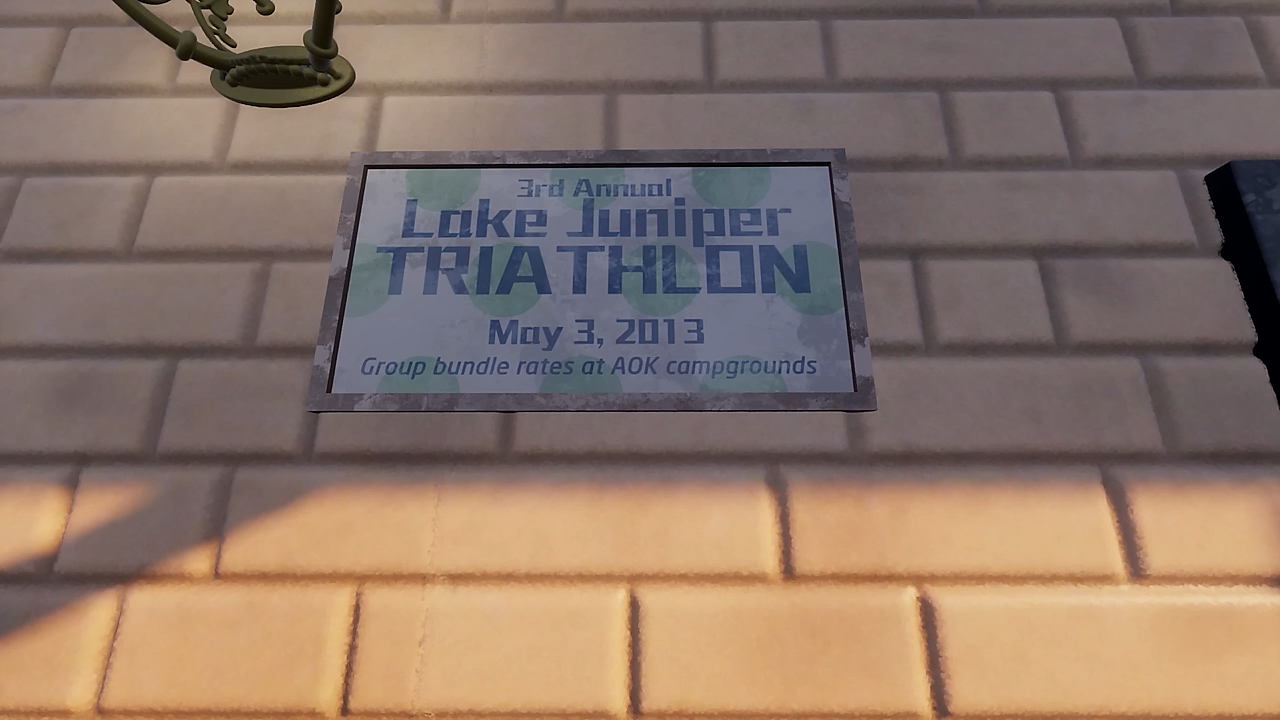 3rd Annual
Lake Juniper
TRIATHLON
May 3, 2013
Group bundle rates at AOK campgrounds